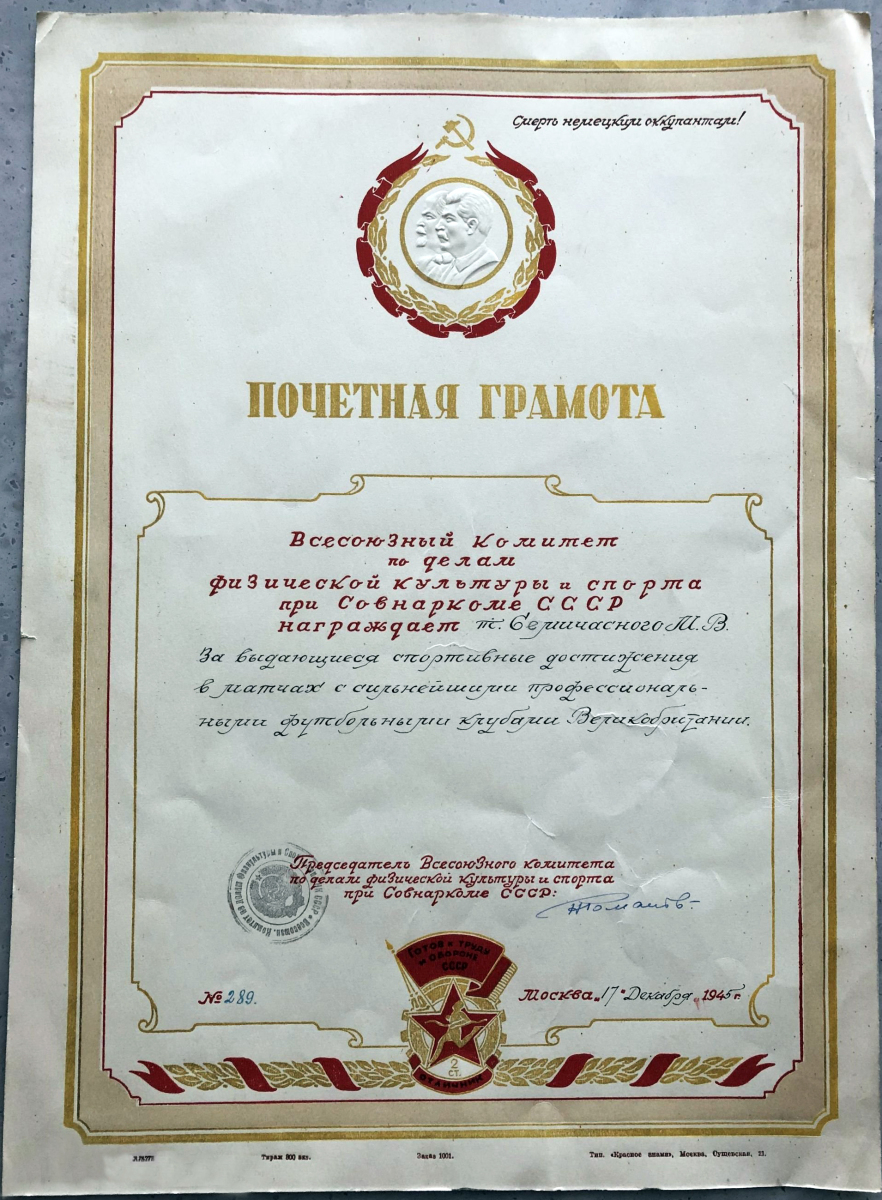 Смерть немецким оккупантам!
ПОЧЕТНАЯ ГРАМОТА
Всесоюзный комитет
по делам
физической культуры и спорта
при Совнаркоме СССР
награждает т. Семичасного М.В.
За выдающиеся спортивные достижения
в матчах с сильнейшими профессиональ-
ными футбольными клубами Великобритании.
Председатель Всесоюзного комитета
по делам физической культуры и спорта
при Совнаркоме СССР:
ГОТОВ К ТРУДУ
И ОБОРОНЕ
СССР
№ 289.
Москва „17" Декабря 1945 г.
2
СТ.
ОТЛИЧНИК
Тираж 800 экз.
Заказ 1001.
Тип. «Красное знамя», Москва, Сущевская, 21.